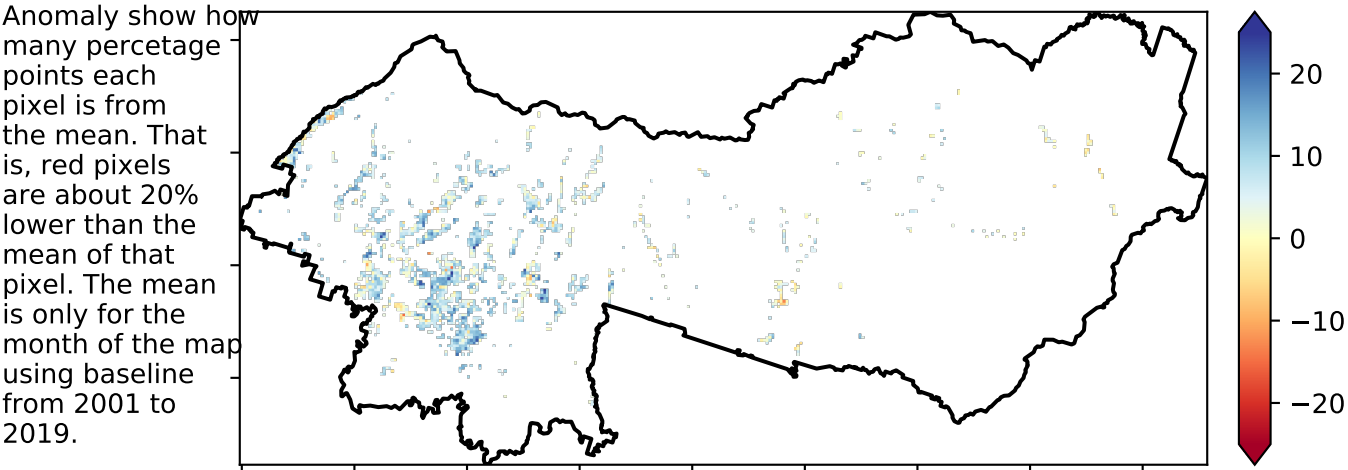 Anomaly show how
many percetage
points each
pixel is from
the mean. That
is, red pixels
are about 20%
lower than the
mean of that
pixel. The mean
is only for the
month of the map
using baseline
from 2001 to
2019.
20
10
0
−10
−20